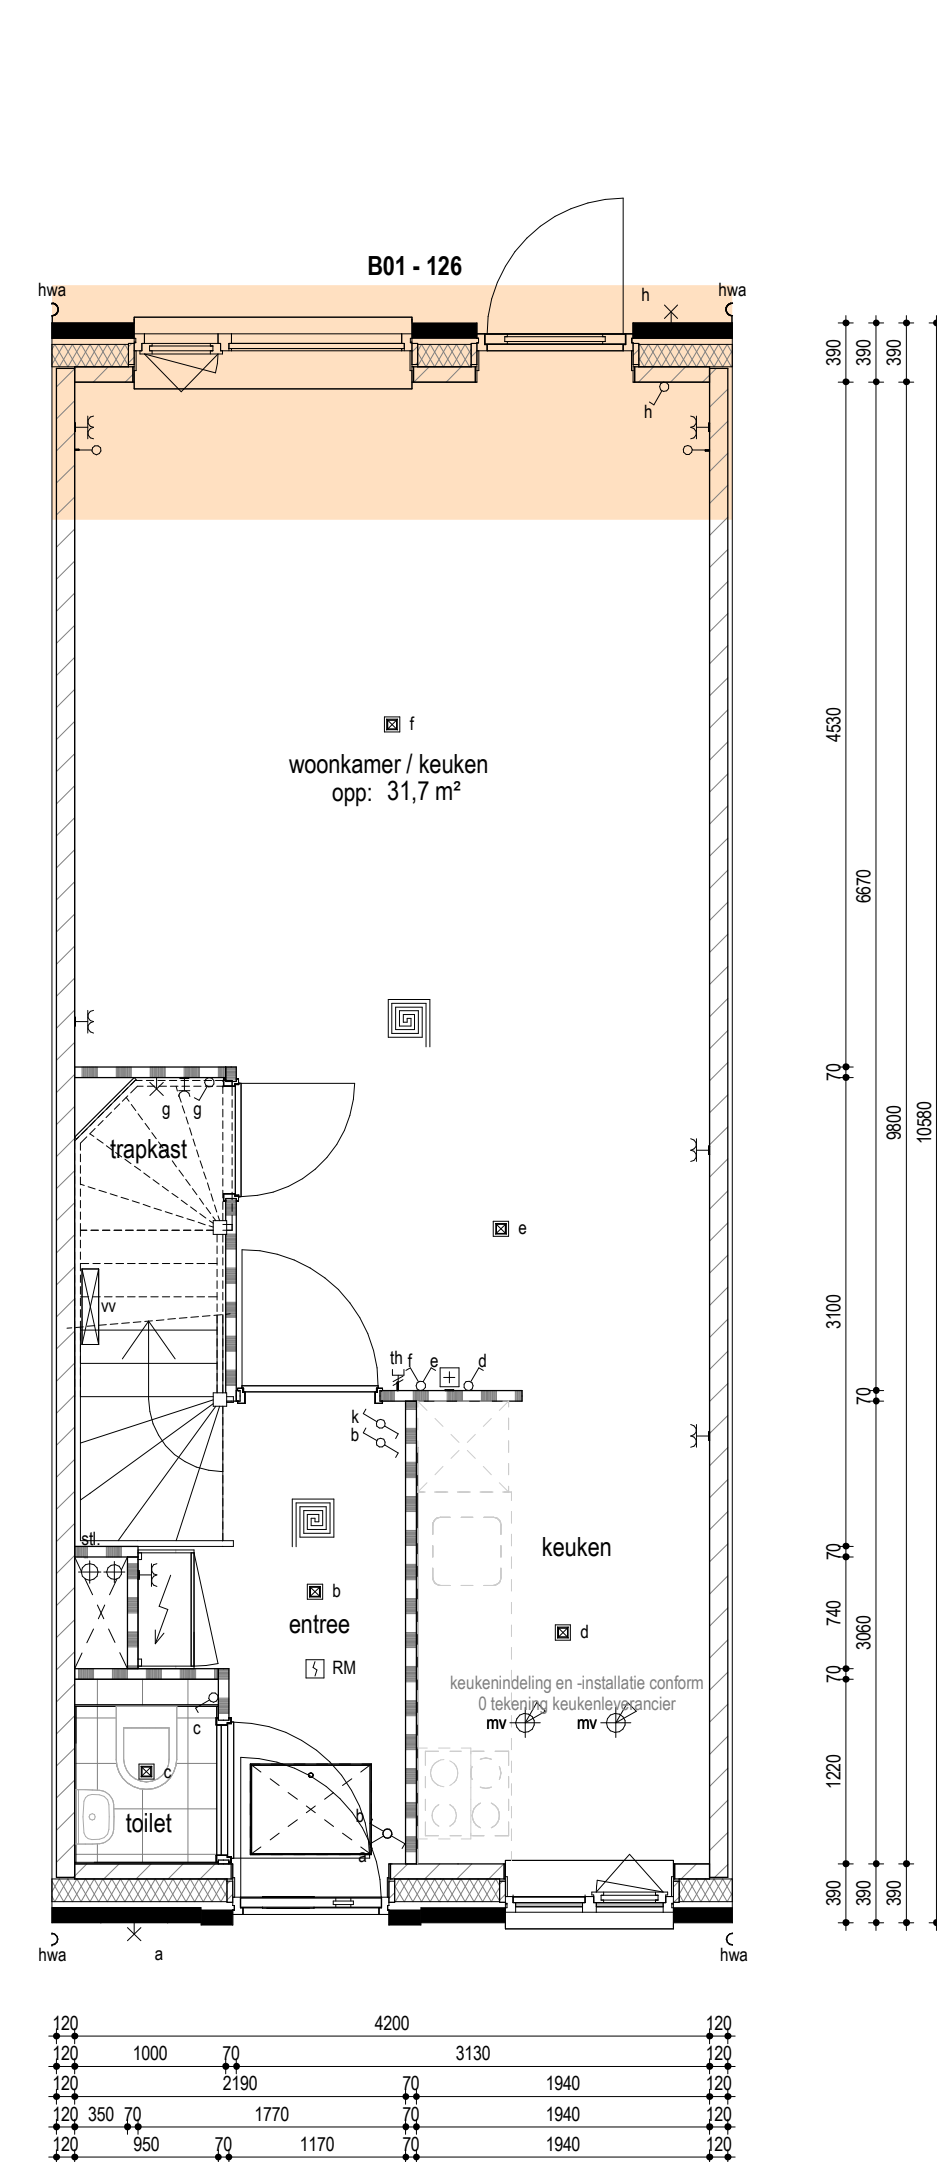 B01 - 126
hwa
hwa
h
h
390
390
390
f
woonkamer / keuken
opp: 31,7 m²
4530
6670
70
9800
10580
g g
trapkast
e
vv
3100
th f e d
70
k
b
stl.
keuken
70
b
entree
d
740
3060
RM
70
keukenindeling en -installatie conform
0 tekening keukenleverancier
c
mv mv
c
1220
toilet
b
a
390
390
390
a
hwa
hwa
120 4200 120
120 1000 70 3130 120
120 2190 70 1940 120
120 350 70 1770 70 1940 120
120 950 70 1170 70 1940 120